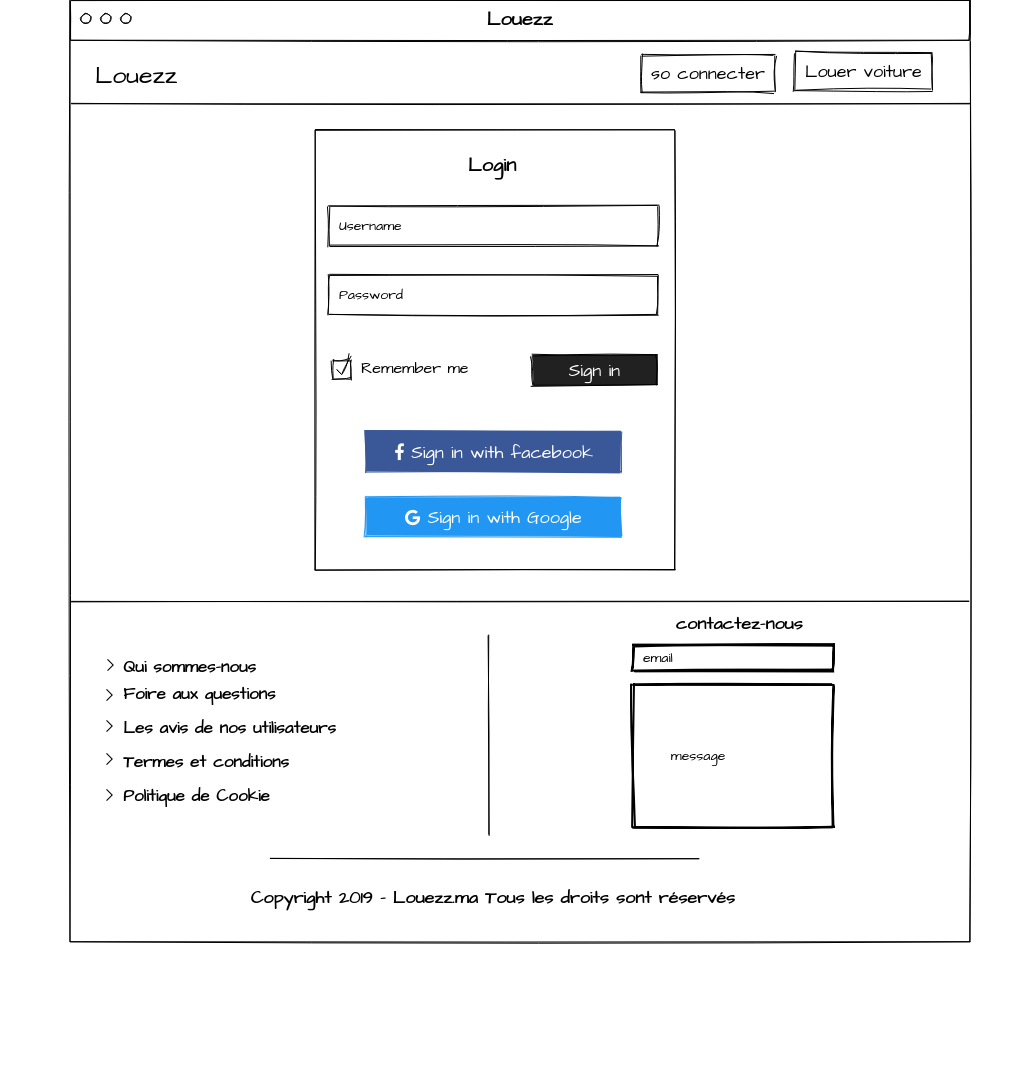 Louezz
Louezz
so connecter
Louer voiture
Login
Username
Password
Remember me
Sign in
Sign in with facebook
Sign in with Google
contactez-nous
email
message
Qui sommes-nous
Foire aux questions
Les avis de nos utilisateurs
Termes et conditions
Politique de Cookie
Copyright 2019 - Louezz.ma Tous les droits sont réservés